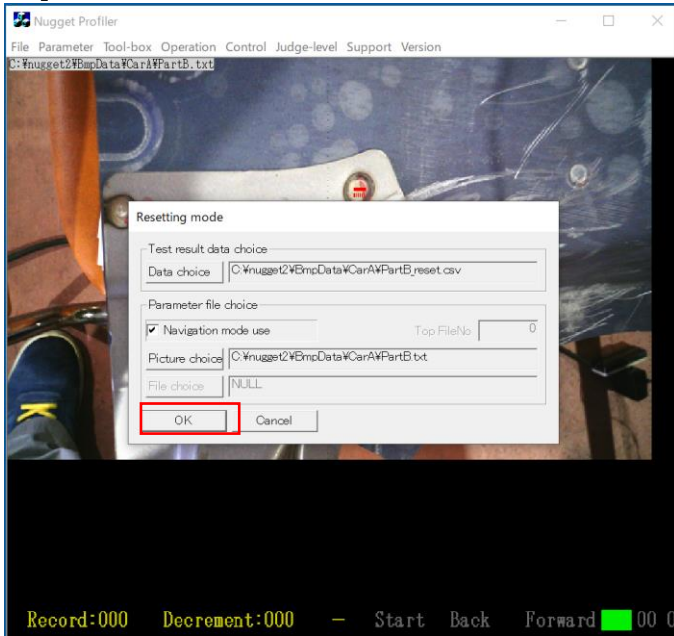 Nugget Profiler
File Parameter Tool-box Operation Control Judge-level Support Version
C:¥nugget2¥BmpData¥CarA¥PartB.txt
Resetting mode
Test result data choice
Data choice C:¥nugget2¥BmpData¥CarA¥PartB_reset.csv
Parameter file choice
Navigation mode use Top FileNo 0
Picture choice C:¥nugget2¥BmpData¥CarA¥PartB.txt
File choice NULL
OK Cancel
Record:000 Decrement:000 — Start Back Forward 00 0